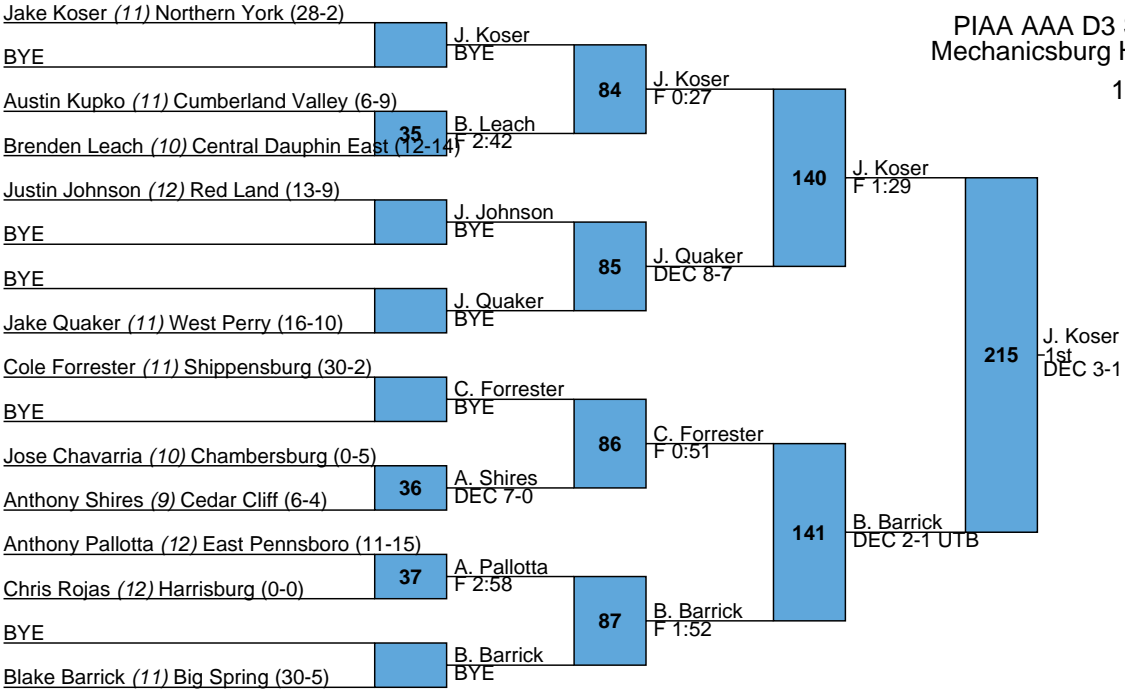 Jake Koser (11) Northern York (28-2)
BYE
Austin Kupko (11) Cumberland Valley (6-9)
Brenden Leach (10) Central Dauphin East (12-14)
Justin Johnson (12) Red Land (13-9)
BYE
BYE
Jake Quaker (11) West Perry (16-10)
Cole Forrester (11) Shippensburg (30-2)
BYE
Jose Chavarria (10) Chambersburg (0-5)
Anthony Shires (9) Cedar Cliff (6-4)
Anthony Pallotta (12) East Pennsboro (11-15)
Chris Rojas (12) Harrisburg (0-0)
BYE
Blake Barrick (11) Big Spring (30-5)
35
36
37
J. Koser
BYE
B. Leach
F 2:42
J. Johnson
BYE
J. Quaker
BYE
C. Forrester
BYE
A. Shires
DEC 7-0
A. Pallotta
F 2:58
B. Barrick
BYE
84
85
86
87
J. Koser
F 0:27
J. Quaker
DEC 8-7
C. Forrester
F 0:51
B. Barrick
F 1:52
140
141
J. Koser
F 1:29
B. Barrick
DEC 2-1 UTB
215
J. Koser
1st
DEC 3-1
PIAA AAA D3
Mechanicsburg H
1